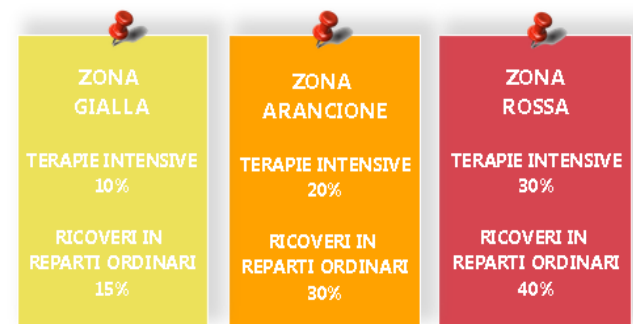 ZONA
GIALLA
TERAPIE INTENSIVE
10%
RICOVERI IN
REPARTI ORDINARI
15%
ZONA
ARANCIONE
TERAPIE INTENSIVE
20%
RICOVERI IN
REPARTI ORDINARI
30%
ZONA
ROSSA
TERAPIE INTENSIVE
30%
RICOVERI IN
REPARTI ORDINARI
40%